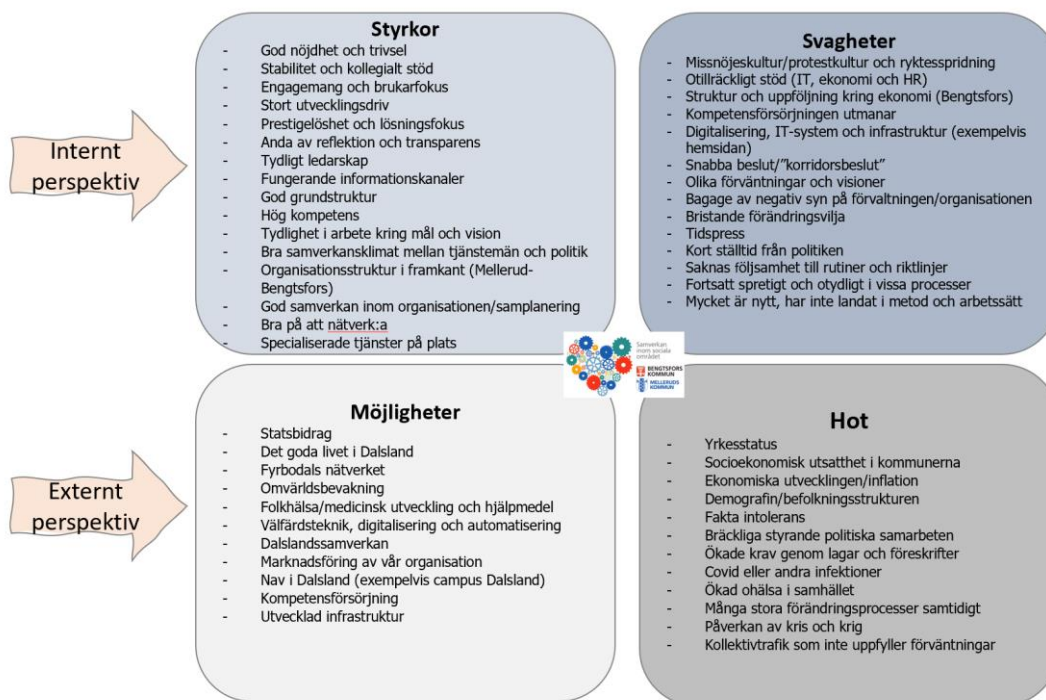 Internt
perspektiv
Styrkor
- God nöjdhet och trivsel
- Stabilitet och kollegialt stöd
- Engagemang och brukarfokus
- Stort utvecklingsdriv
- Prestigelöshet och lösningsfokus
- Anda av reflektion och transparens
- Tydligt ledarskap
- Fungerande informationskanaler
- God grundstruktur
- Hög kompetens
- Tydlighet i arbete kring mål och vision
- Bra samverkansklimat mellan tjänstemän och politik
- Organisationsstruktur i framkant (Mellerud-
Bengtsfors)
- God samverkan inom organisationen/samplanering
- Bra på att nätverk:a
- Specialiserade tjänster på plats
Svagheter
- Missnöjeskultur/protestkultur och ryktesspridning
- Otillräckligt stöd (IT, ekonomi och HR)
- Struktur och uppföljning kring ekonomi (Bengtsfors)
- Kompetensförsörjningen utmanar
- Digitalisering, IT-system och infrastruktur (exempelvis
hemsidan)
- Snabba beslut/”korridorsbeslut”
- Olika förväntningar och visioner
- Bagage av negativ syn på förvaltningen/organisationen
- Bristande förändringsvilja
- Tidspress
- Kort ställtid från politiken
- Saknas följsamhet till rutiner och riktlinjer
- Fortsatt spretigt och otydligt i vissa processer
- Mycket är nytt, har inte landat i metod och arbetssätt
Samverkan
inom sociala
området
BENGTSFORS
KOMMUN
MELLERUDS
KOMMUN
Externt
perspektiv
Möjligheter
- Statsbidrag
- Det goda livet i Dalsland
- Fyrbodals nätverket
- Omvärldsbevakning
- Folkhälsa/medicinsk utveckling och hjälpmedel
- Välfärdsteknik, digitalisering och automatisering
- Dalslandssamverkan
- Marknadsföring av vår organisation
- Nav i Dalsland (exempelvis campus Dalsland)
- Kompetensförsörjning
- Utvecklad infrastruktur
Hot
- Yrkesstatus
- Socioekonomisk utsatthet i kommunerna
- Ekonomiska utvecklingen/inflation
- Demografin/befolkningsstrukturen
- Fakta intolerans
- Bräckliga styrande politiska samarbeten
- Ökade krav genom lagar och föreskrifter
- Covid eller andra infektioner
- Ökad ohälsa i samhället
- Många stora förändringsprocesser samtidigt
- Påverkan av kris och krig
- Kollektivtrafik som inte uppfyller förväntningar